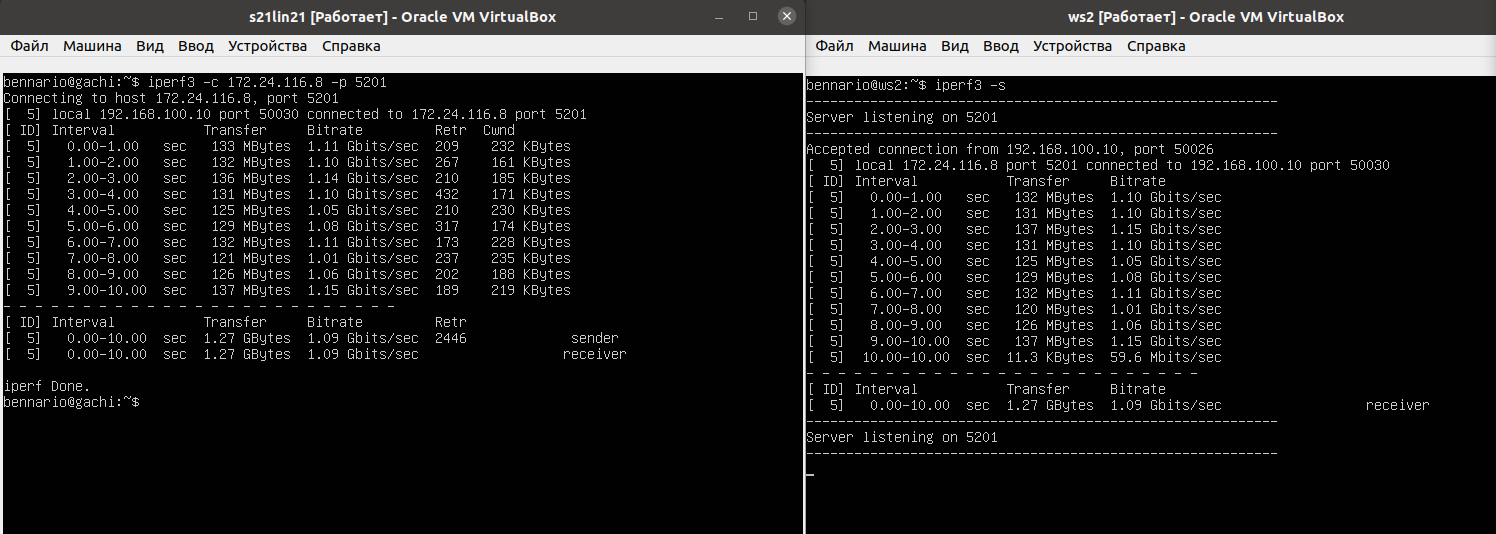 s21lin21 [Работает] - Oracle VM VirtualBox
Файл Машина Вид Ввод Устройства Справка
bennario@gachi:~$ iperf3 -c 172.24.116.8 -p 5201
Connecting to host 172.24.116.8, port 5201
[  5] local 192.168.100.10 port 50030 connected to 172.24.116.8 port 5201
[ ID] Interval           Transfer     Bitrate         Retr  Cwnd
[  5]   0.00-1.00   sec   133 MBytes  1.11 Gbits/sec  209    232 KBytes
[  5]   1.00-2.00   sec   132 MBytes  1.10 Gbits/sec  267    161 KBytes
[  5]   2.00-3.00   sec   136 MBytes  1.14 Gbits/sec  210    185 KBytes
[  5]   3.00-4.00   sec   131 MBytes  1.10 Gbits/sec  432    171 KBytes
[  5]   4.00-5.00   sec   125 MBytes  1.05 Gbits/sec  210    230 KBytes
[  5]   5.00-6.00   sec   129 MBytes  1.08 Gbits/sec  317    174 KBytes
[  5]   6.00-7.00   sec   132 MBytes  1.11 Gbits/sec  173    228 KBytes
[  5]   7.00-8.00   sec   121 MBytes  1.01 Gbits/sec  237    235 KBytes
[  5]   8.00-9.00   sec   126 MBytes  1.06 Gbits/sec  202    188 KBytes
[  5]   9.00-10.00  sec   137 MBytes  1.15 Gbits/sec  189    219 KBytes
- - - - - - - - - - - - - - - - - - - - - - - - -
[ ID] Interval           Transfer     Bitrate         Retr
[  5]   0.00-10.00  sec  1.27 GBytes  1.09 Gbits/sec  2446             sender
[  5]   0.00-10.00  sec  1.27 GBytes  1.09 Gbits/sec                  receiver
iperf Done.
bennario@gachi:~$
ws2 [Работает] - Oracle VM VirtualBox
Файл Машина Вид Ввод Устройства Справка
bennario@ws2:~$ iperf3 -s
-----------------------------------------------------------
Server listening on 5201
-----------------------------------------------------------
Accepted connection from 192.168.100.10, port 50026
[  5] local 172.24.116.8 port 5201 connected to 192.168.100.10 port 50030
[ ID] Interval           Transfer     Bitrate
[  5]   0.00-1.00   sec   132 MBytes  1.10 Gbits/sec
[  5]   1.00-2.00   sec   131 MBytes  1.10 Gbits/sec
[  5]   2.00-3.00   sec   137 MBytes  1.15 Gbits/sec
[  5]   3.00-4.00   sec   131 MBytes  1.10 Gbits/sec
[  5]   4.00-5.00   sec   125 MBytes  1.05 Gbits/sec
[  5]   5.00-6.00   sec   129 MBytes  1.08 Gbits/sec
[  5]   6.00-7.00   sec   132 MBytes  1.11 Gbits/sec
[  5]   7.00-8.00   sec   120 MBytes  1.01 Gbits/sec
[  5]   8.00-9.00   sec   126 MBytes  1.06 Gbits/sec
[  5]   9.00-10.00  sec   137 MBytes  1.15 Gbits/sec
[  5]  10.00-10.00  sec  11.3 KBytes  59.6 Mbits/sec
- - - - - - - - - - - - - - - - - - - - - - - - -
[ ID] Interval           Transfer     Bitrate
[  5]   0.00-10.00  sec  1.27 GBytes  1.09 Gbits/sec                  receiver
-----------------------------------------------------------
Server listening on 5201
-----------------------------------------------------------